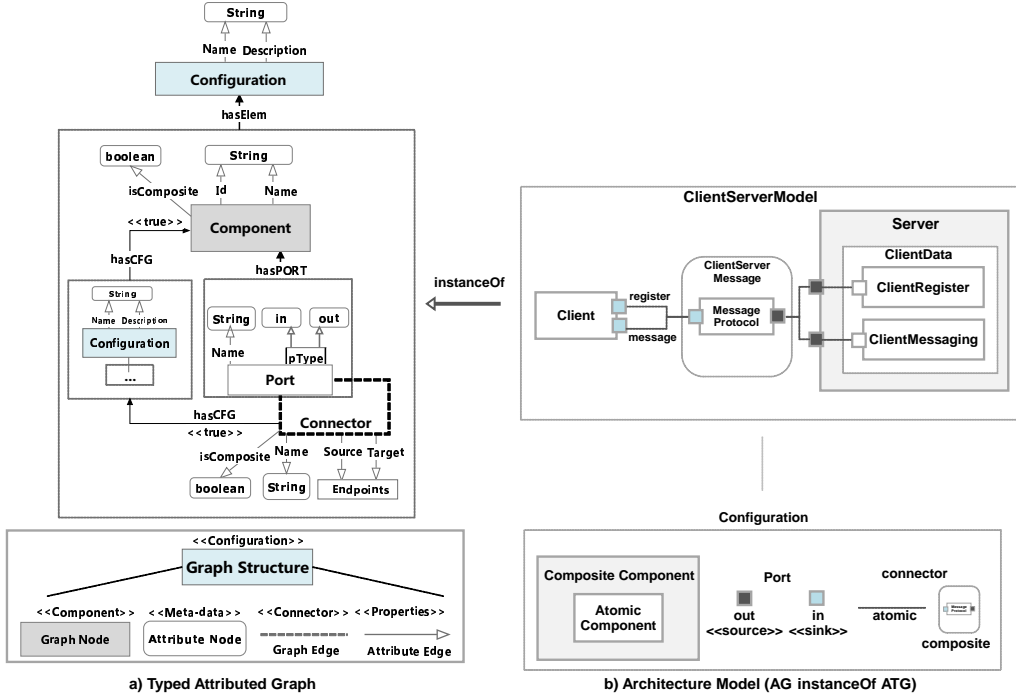 String
Name Description
Configuration
hasElem
boolean
String
isComposite
Id
Name
<<true>>
Component
hasCFG
hasPORT
String
Name Description
Configuration
...
String
in
out
Name
pType
Port
hasCFG
<<true>>
Connector
isComposite
Name
Source Target
boolean
String
Endpoints
<<Configuration>>
Graph Structure
<<Component>>
<<Meta-data>>
<<Connector>>
<<Properties>>
Graph Node
Attribute Node
Graph Edge
Attribute Edge
a) Typed Attributed Graph
instanceOf
ClientServerModel
Server
ClientData
ClientServer
Message
ClientRegister
register
Client
Message
Protocol
message
ClientMessaging
Configuration
Composite Component
Atomic
Component
Port
out
<<source>>
in
<<sink>>
connector
atomic
Message
Protocol
composite
b) Architecture Model (AG instanceOf ATG)